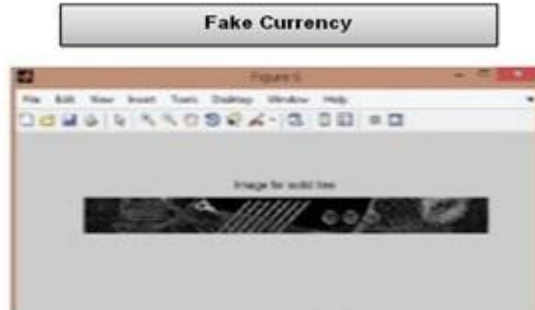 Fake Currency
Figure 6
File Edit View Insert Tools Desktop Window Help
Image for solid line